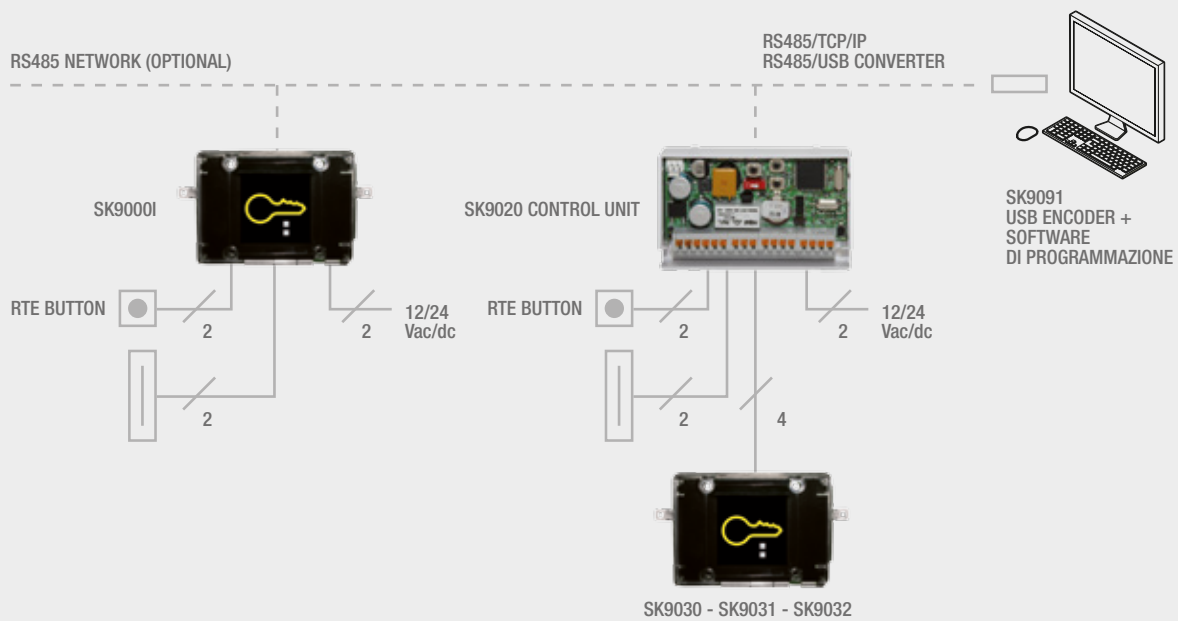 RS485 NETWORK (OPTIONAL)
RS485/TCP/IP
RS485/USB CONVERTER
SK9000I
SK9020 CONTROL UNIT
SK9091
USB ENCODER +
SOFTWARE
DI PROGRAMMAZIONE
RTE BUTTON
2
2
12/24
Vac/dc
2
RTE BUTTON
2
2
12/24
Vac/dc
2
4
SK9030 - SK9031 - SK9032